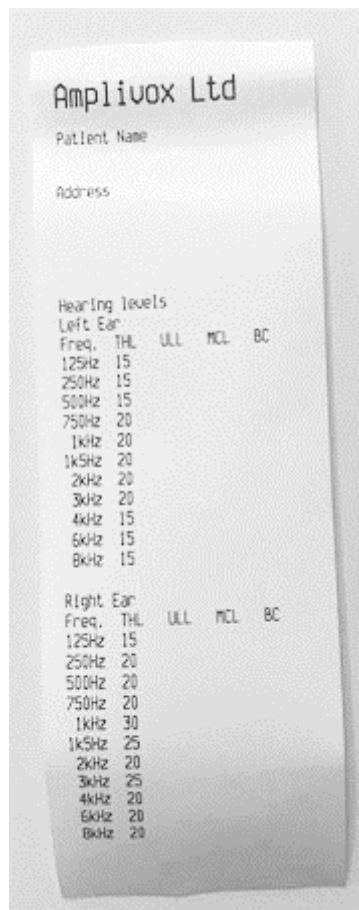 Amplivox Ltd
Patient Name
Address
Hearing levels
Left Ear
Freq. THL ULL MCL BC
125Hz 15
250Hz 15
500Hz 15
750Hz 20
1kHz 20
1k5Hz 20
2kHz 20
3kHz 20
4kHz 15
6kHz 15
8kHz 15
Right Ear
Freq. THL ULL MCL BC
125Hz 15
250Hz 20
500Hz 20
750Hz 20
1kHz 30
1k5Hz 25
2kHz 20
3kHz 25
4kHz 20
6kHz 20
8kHz 20